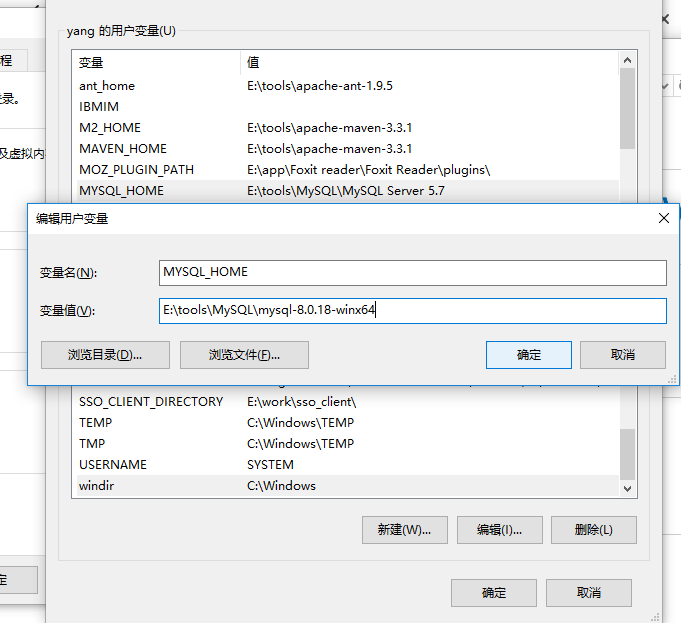 yang 的用户变量(U)
程
变量 值
登录。
ant_home E:\tools\apache-ant-1.9.5
IBMIM
M2_HOME E:\tools\apache-maven-3.3.1
MAVEN_HOME E:\tools\apache-maven-3.3.1
及虚拟内
MOZ_PLUGIN_PATH E:\app\Foxit reader\Foxit Reader\plugins\
MYSQL_HOME E:\tools\MySQL\MySQL Server 5.7
编辑用户变量
变量名(N): MYSQL_HOME
变量值(V): E:\tools\MySQL\mysql-8.0.18-winx64
浏览目录(D)... 浏览文件(F)... 确定 取消
SSO_CLIENT_DIRECTORY E:\work\sso_client\
TEMP C:\Windows\TEMP
TMP C:\Windows\TEMP
USERNAME SYSTEM
windir C:\Windows
新建(W)... 编辑(I)... 删除(L)
定
确定 取消